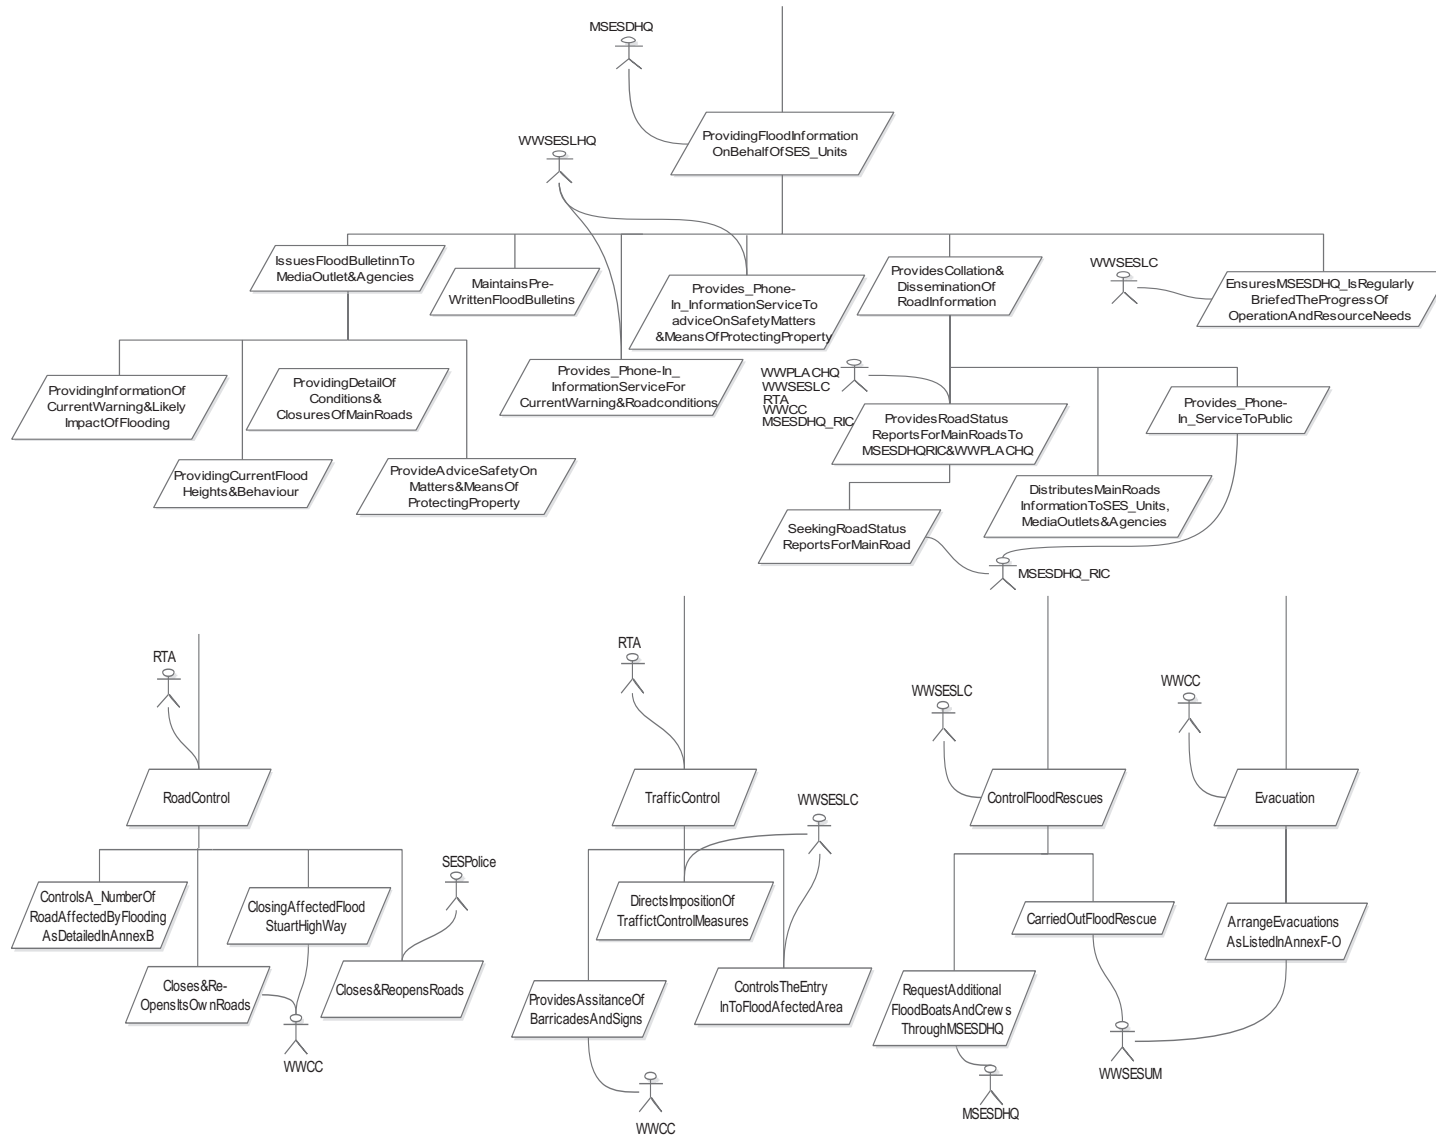 MSESDHQ
ProvidingFloodInformation
OnBehalfOfSES_Units
WWSESLHQ
IssuesFloodBulletinnTo
MediaOutlet&Agencies
MaintainsPre-
WrittenFloodBulletins
Provides_Phone-
In_InformationServiceTo
adviceOnSafetyMatters
&MeansOfProtectingProperty
ProvidesCollation&
DisseminationOf
RoadInformation
WWSESLC
EnsuresMSESDHQ_IsRegularly
BriefedTheProgressOf
OperationAndResourceNeeds
ProvidingInformationOf
CurrentWarning&Likely
ImpactOfFlooding
ProvidingDetailOf
Conditions&
ClosuresOfMainRoads
Provides_Phone-In_
InformationServiceFor
CurrentWarning&Roadconditions
WWPLACHQ
WWSESLC
RTA
WWCC
MSESDHQ_RIC
ProvidesRoadStatus
ReportsForMainRoadsTo
MSESDHQRIC&WWPLACHQ
Provides_Phone-
In_ServiceToPublic
ProvidingCurrentFlood
Heights&Behaviour
ProvideAdviceSafetyOn
Matters&MeansOf
ProtectingProperty
SeekingRoadStatus
ReportsForMainRoad
DistributesMainRoads
InformationToSES_Units,
MediaOutlets&Agencies
MSESDHQ_RIC
RTA
RoadControl
ControlsA_NumberOf
RoadAffectedByFlooding
AsDetailedInAnnexB
ClosingAffectedFlood
StuartHighWay
SESPolice
Closes&Re-
OpensItsOwnRoads
Closes&ReopensRoads
WWCC
RTA
TrafficControl
WWSESLC
DirectsImpositionOf
TraffictControlMeasures
ProvidesAssitanceOf
BarricadesAndSigns
ControlsTheEntry
InToFloodAfectedArea
WWCC
WWSESLC
ControlFloodRescues
CarriedOutFloodRescue
RequestAdditional
FloodBoatsAndCrews
ThroughMSESDHQ
MSESDHQ
WWCC
Evacuation
ArrangeEvacuations
AsListedInAnnexF-O
WWSESUM